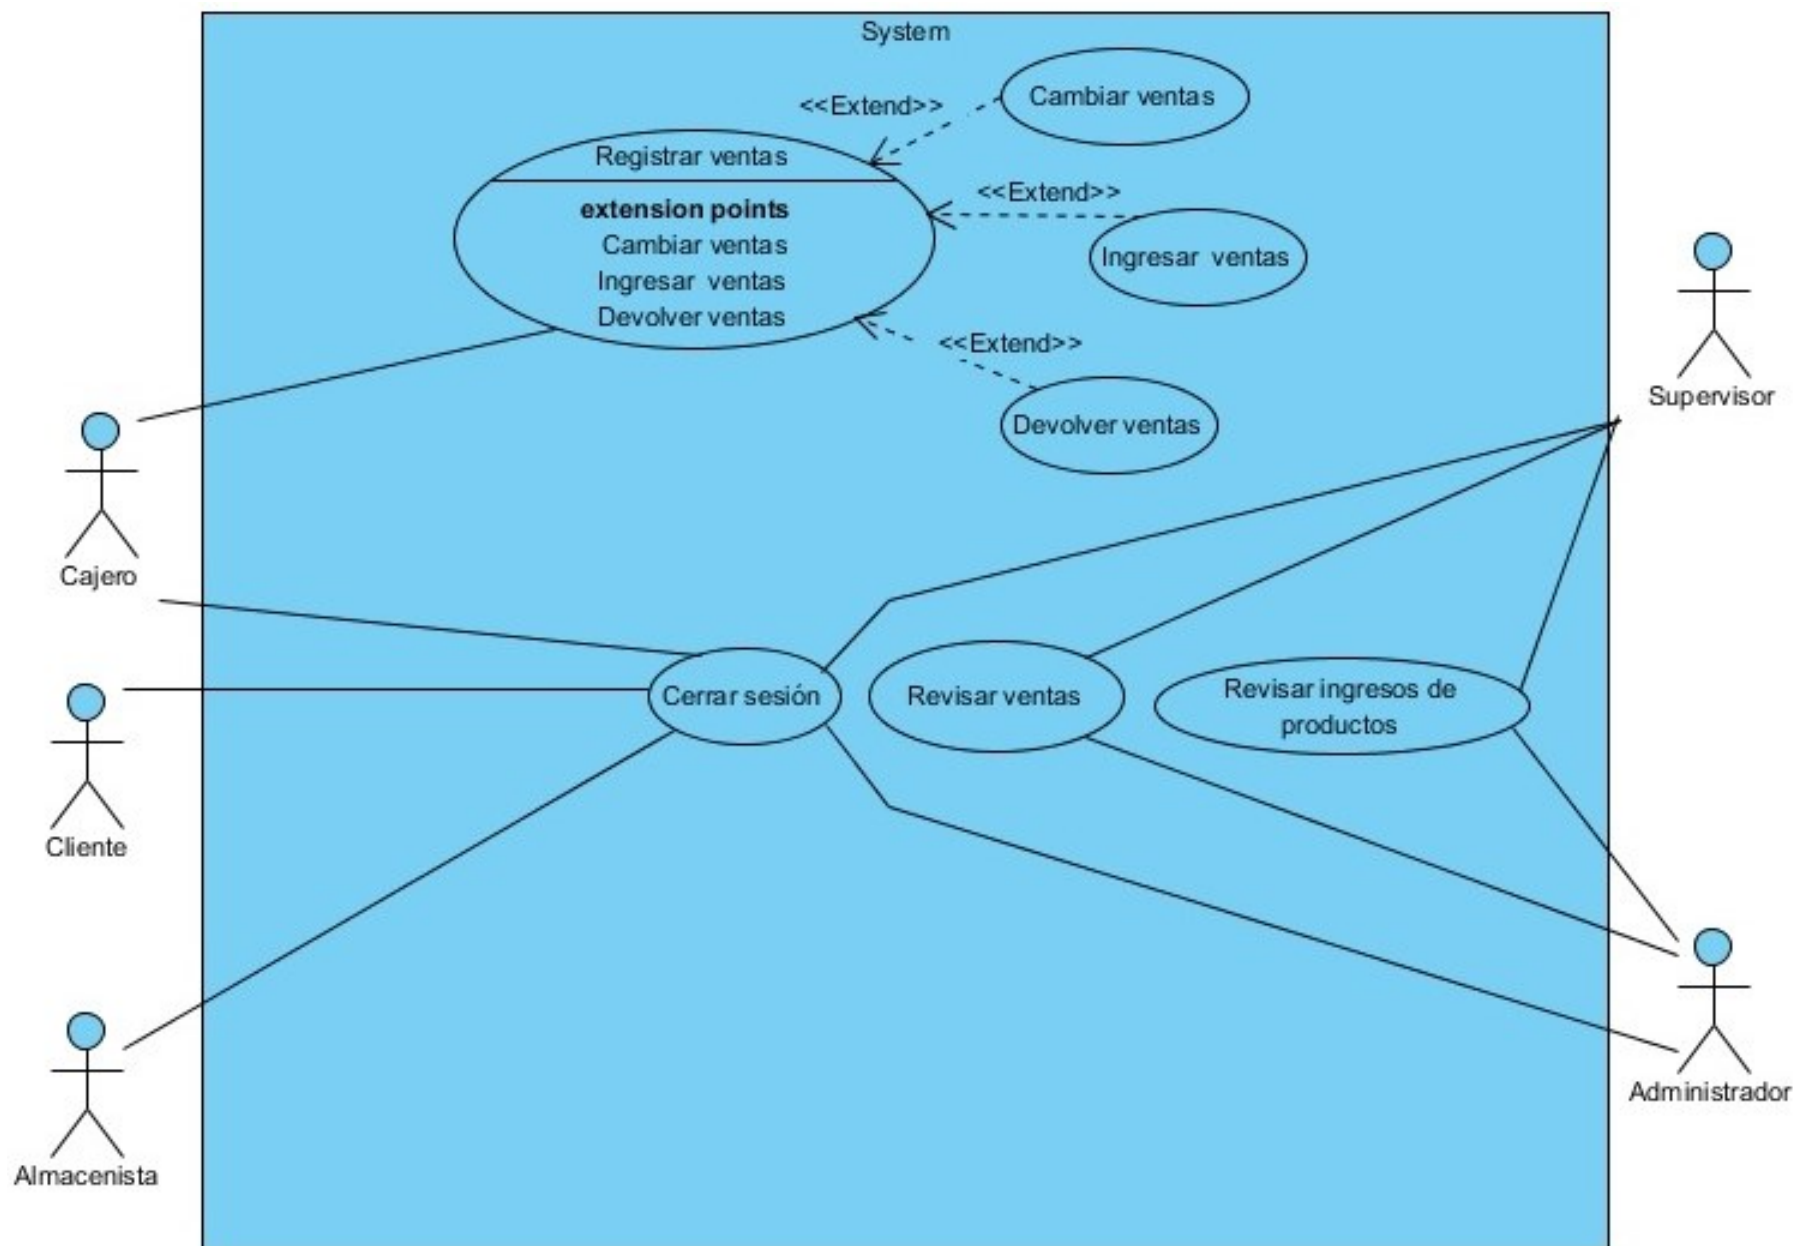 System
Cambiar ventas
<<Extend>>
Registrar ventas
<<Extend>>
extension points
Cambiar ventas
Ingresar ventas
Devolver ventas
Ingresar ventas
<<Extend>>
Devolver ventas
Supervisor
Cajero
Cerrar sesión
Revisar ventas
Revisar ingresos de
productos
Cliente
Administrador
Almacenista